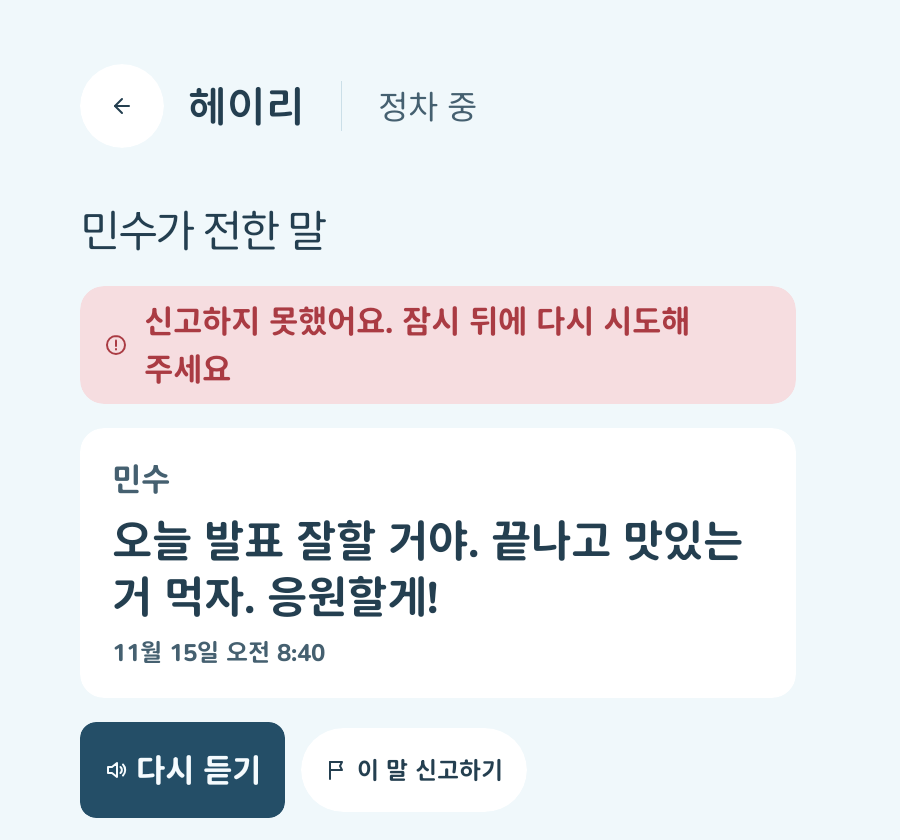 헤이리 정차 중
민수가 전한 말
신고하지 못했어요. 잠시 뒤에 다시 시도해
주세요
민수
오늘 발표 잘할 거야. 끝나고 맛있는
거 먹자. 응원할게!
11월 15일 오전 8:40
다시 듣기 이 말 신고하기